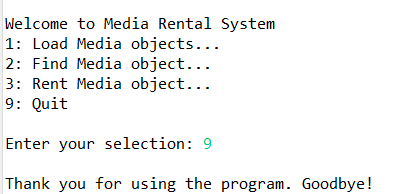 Welcome to Media Rental System
1: Load Media objects...
2: Find Media object...
3: Rent Media object...
9: Quit
Enter your selection: 9
Thank you for using the program. Goodbye!